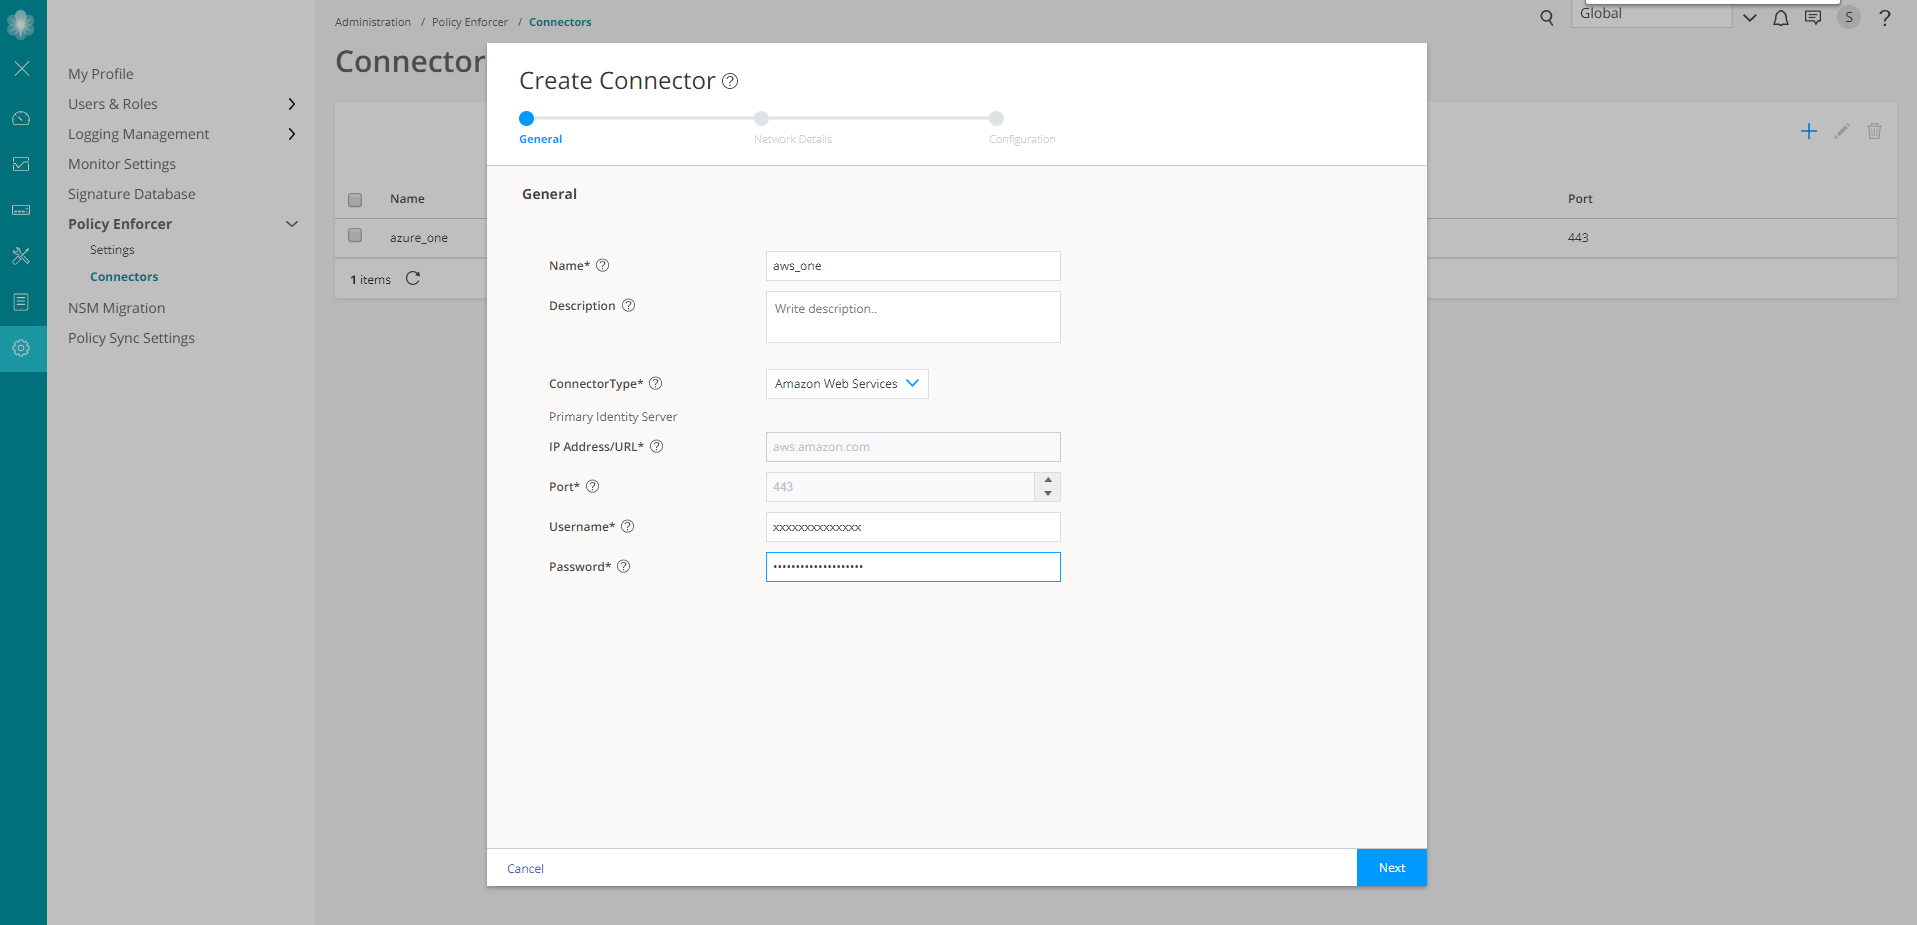 Administration / Policy Enforcer / Connectors
Global
S
?
Connector
My Profile
Users & Roles
Logging Management
Monitor Settings
Signature Database
Policy Enforcer
Settings
Connectors
NSM Migration
Policy Sync Settings
Name
Port
azure_one
443
1 items
Create Connector ?
General
Network Details
Configuration
General
Name* ?
aws_one
Description ?
Write description..
ConnectorType* ?
Amazon Web Services
Primary Identity Server
IP Address/URL* ?
aws.amazon.com
Port* ?
443
Username* ?
xxxxxxxxxxxxxx
Password* ?
••••••••••••••••••••
Cancel
Next